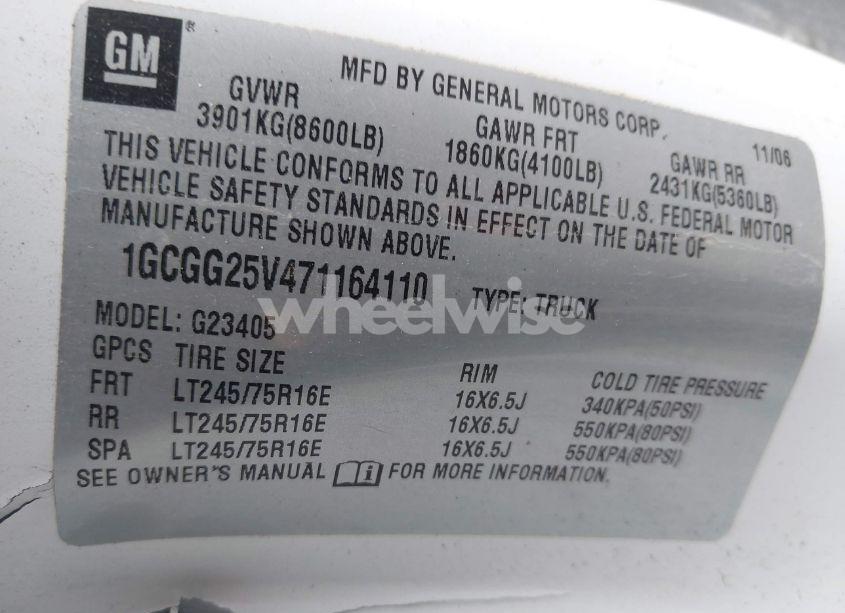 GM ®
MFD BY GENERAL MOTORS CORP. 11/06
GVWR GAWR FRT GAWR RR
3901KG(8600LB) 1860KG(4100LB) 2431KG(5360LB)
THIS VEHICLE CONFORMS TO ALL APPLICABLE U.S. FEDERAL MOTOR
VEHICLE SAFETY STANDARDS IN EFFECT ON THE DATE OF
MANUFACTURE SHOWN ABOVE.
1GCGG25V471164110 TYPE: TRUCK
wheelwise
MODEL: G23405
GPCS TIRE SIZE RIM COLD TIRE PRESSURE
FRT LT245/75R16E 16X6.5J 340KPA(50PSI)
RR LT245/75R16E 16X6.5J 550KPA(80PSI)
SPA LT245/75R16E 16X6.5J 550KPA(80PSI)
SEE OWNER'S MANUAL i FOR MORE INFORMATION.